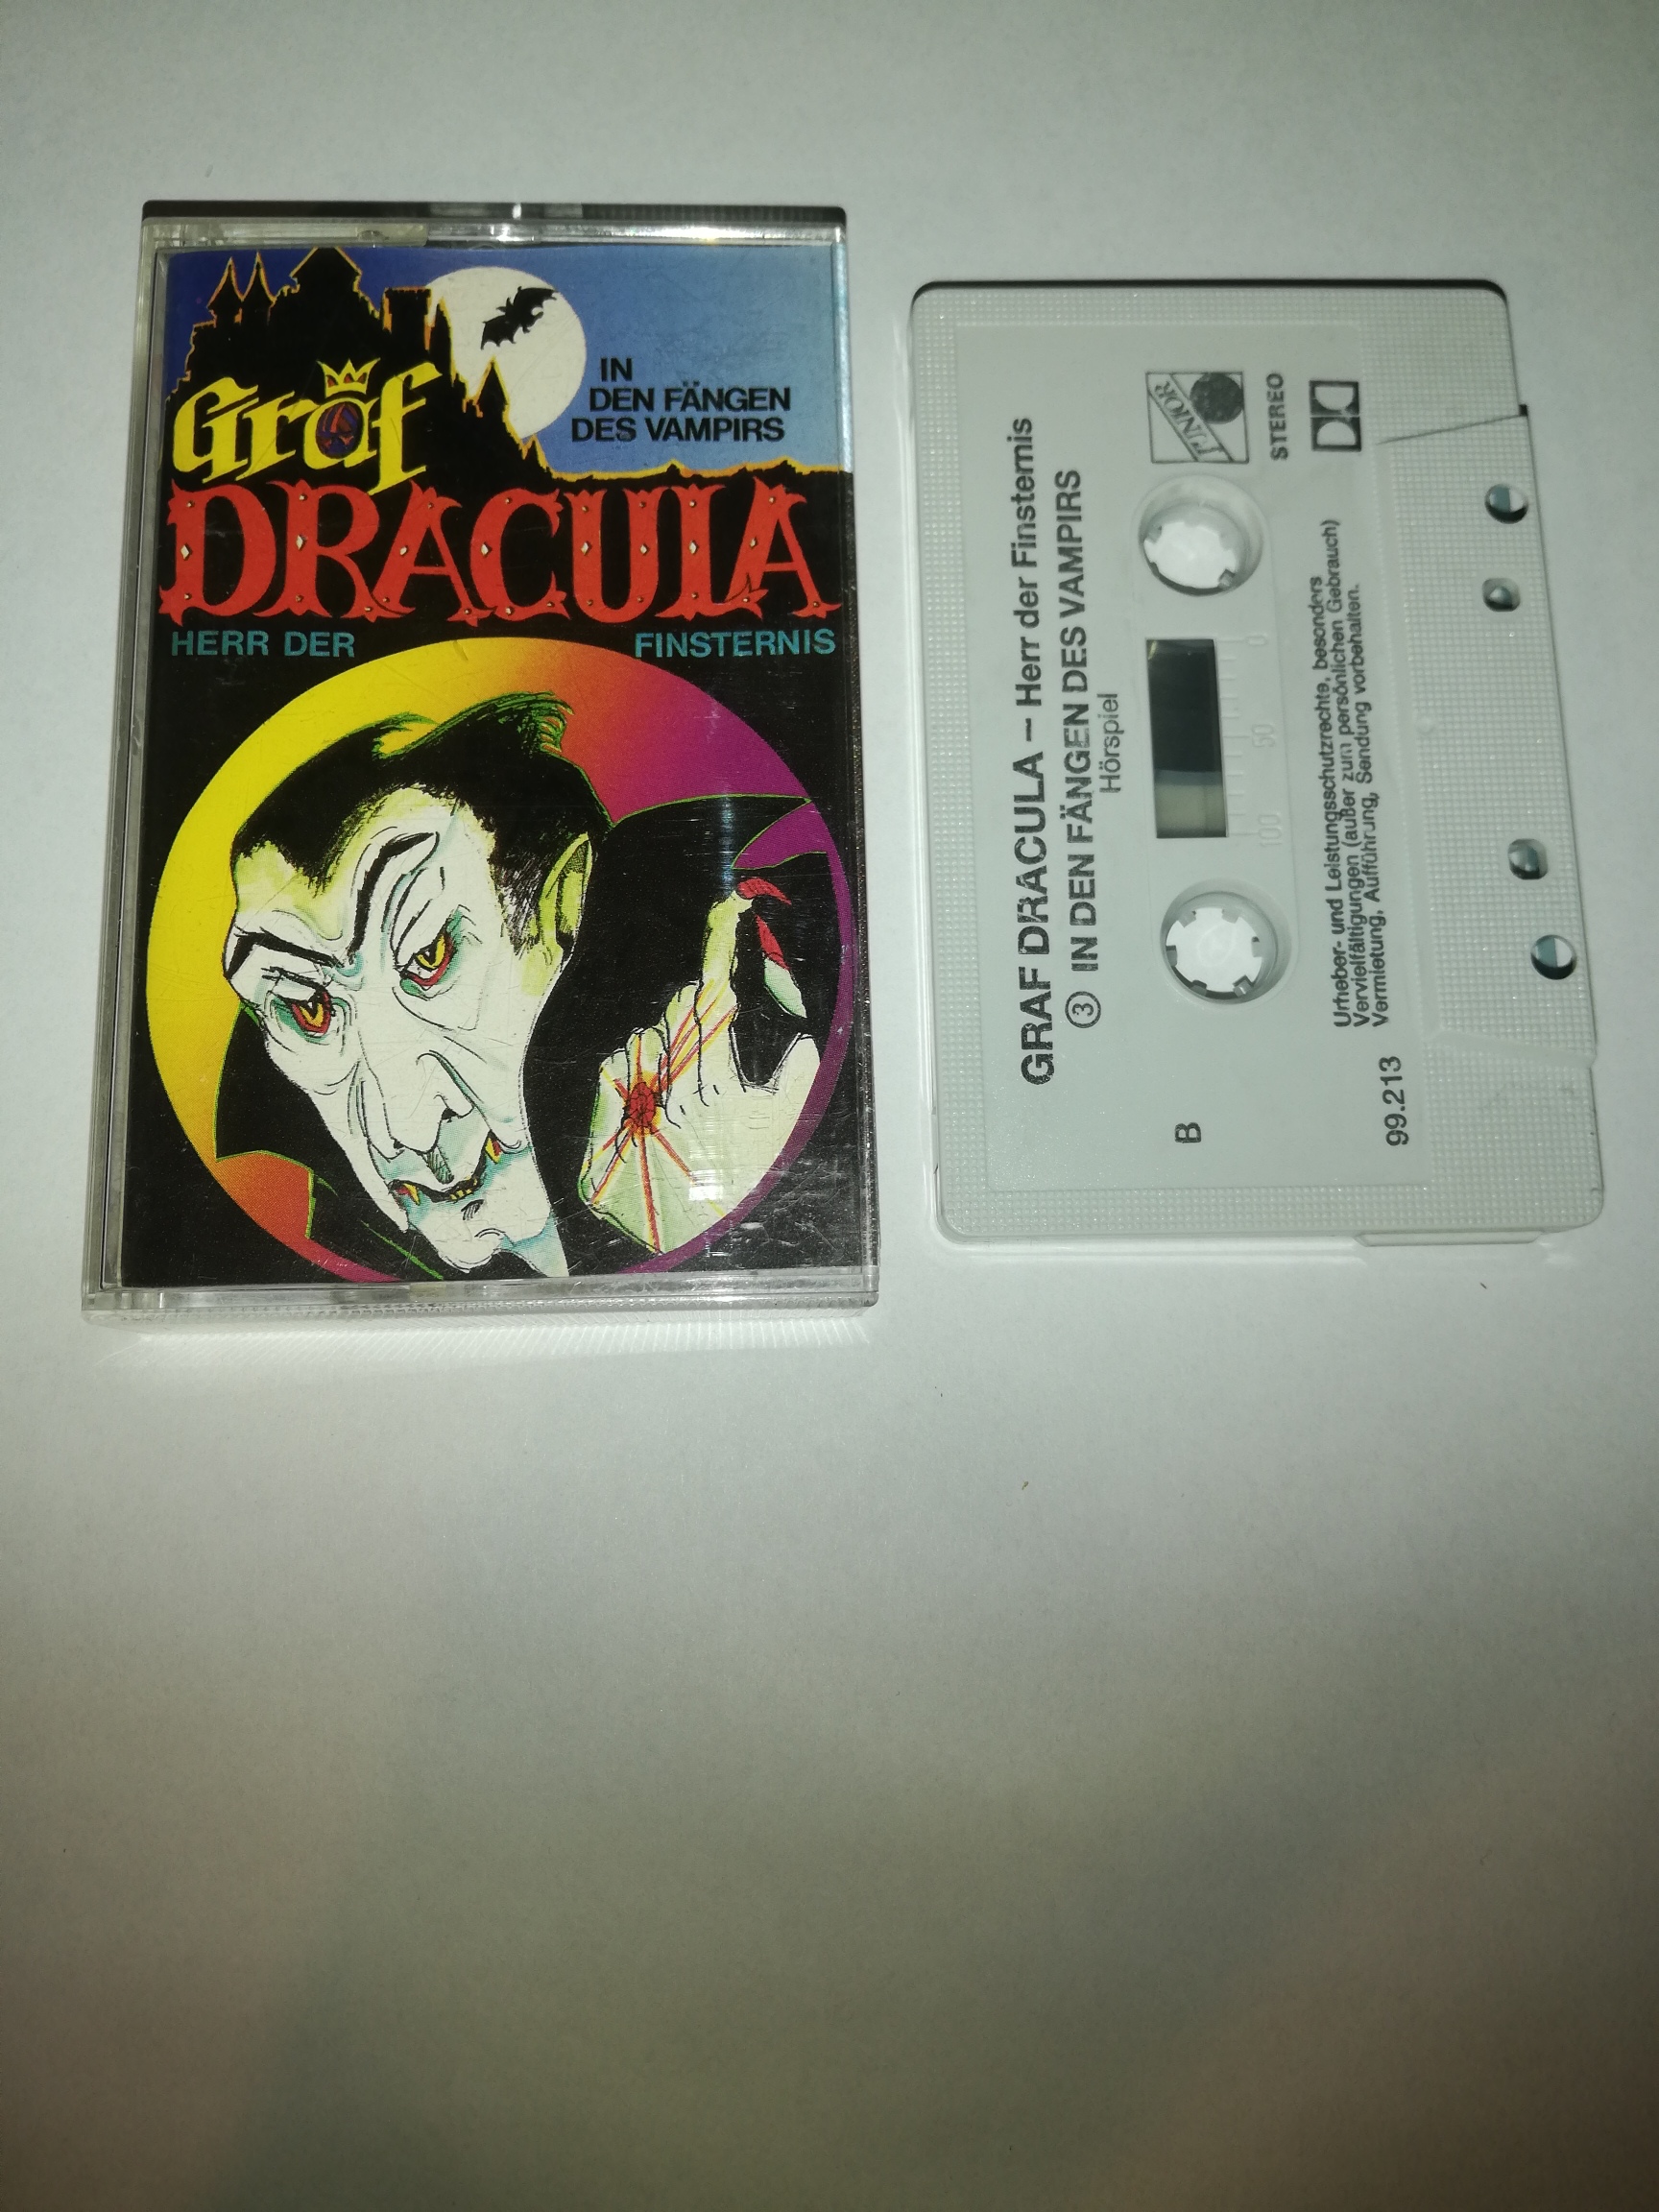 Graf
IN
DEN FÄNGEN
DES VAMPIRS
DRACULA
HERR DER FINSTERNIS
GRAF DRACULA – Herr der Finsternis
③ IN DEN FÄNGEN DES VAMPIRS
Hörspiel
B
100 50 0
JUNIOR
STEREO
Urheber- und Leistungsschutzrechte, besonders
Vervielfältigungen (außer zum persönlichen Gebrauch)
Vermietung, Aufführung, Sendung vorbehalten.
99.213